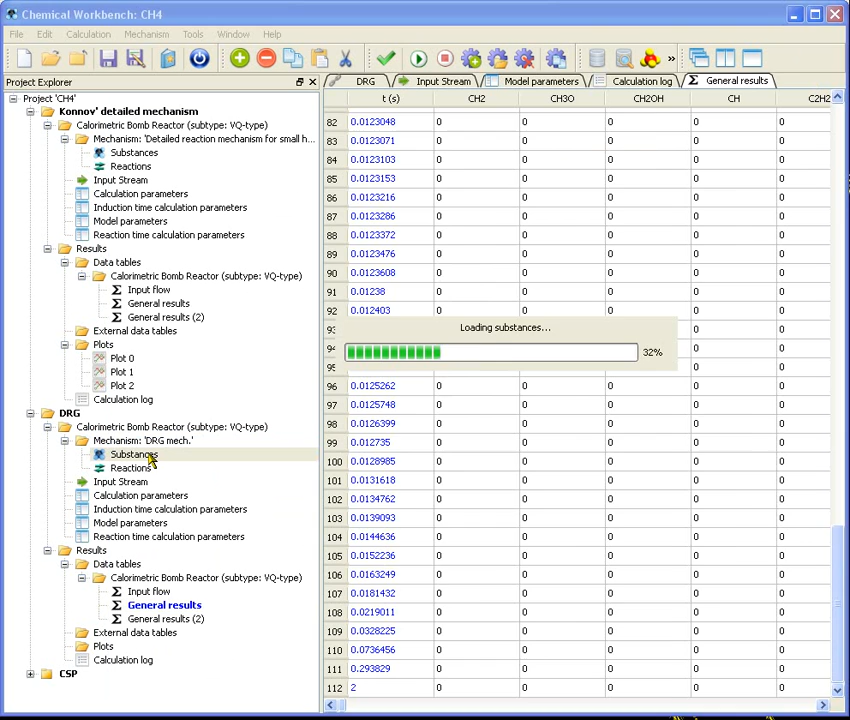 Chemical Workbench: CH4
File Edit Calculation Mechanism Tools Window Help
Project Explorer
DRG Input Stream Model parameters Calculation log General results
t (s) CH2 CH3O CH2OH CH C2H2
Project 'CH4'
Konnov' detailed mechanism
Calorimetric Bomb Reactor (subtype: VQ-type)
Mechanism: 'Detailed reaction mechanism for small h...
Substances
Reactions
Input Stream
Calculation parameters
Induction time calculation parameters
Model parameters
Reaction time calculation parameters
Results
Data tables
Calorimetric Bomb Reactor (subtype: VQ-type)
Input flow
General results
General results (2)
External data tables
Plots
Plot 0
Plot 1
Plot 2
Calculation log
DRG
Calorimetric Bomb Reactor (subtype: VQ-type)
Mechanism: 'DRG mech.'
Substances
Reactions
Input Stream
Calculation parameters
Induction time calculation parameters
Model parameters
Reaction time calculation parameters
Results
Data tables
Calorimetric Bomb Reactor (subtype: VQ-type)
Input flow
General results
General results (2)
External data tables
Plots
Calculation log
CSP
82 0.0123048 0 0 0 0 0
83 0.0123071 0 0 0 0 0
84 0.0123103 0 0 0 0 0
85 0.0123153 0 0 0 0 0
86 0.0123216 0 0 0 0 0
87 0.0123286 0 0 0 0 0
88 0.0123372 0 0 0 0 0
89 0.0123476 0 0 0 0 0
90 0.0123608 0 0 0 0 0
91 0.01238 0 0 0 0 0
92 0.012403 0 0 0 0 0
93 0
Loading substances...
94 0
32%
95 0
96 0.0125262 0 0 0 0 0
97 0.0125748 0 0 0 0 0
98 0.0126399 0 0 0 0 0
99 0.012735 0 0 0 0 0
100 0.0128985 0 0 0 0 0
101 0.0131618 0 0 0 0 0
102 0.0134762 0 0 0 0 0
103 0.0139093 0 0 0 0 0
104 0.0144636 0 0 0 0 0
105 0.0152236 0 0 0 0 0
106 0.0163249 0 0 0 0 0
107 0.0181432 0 0 0 0 0
108 0.0219011 0 0 0 0 0
109 0.0328225 0 0 0 0 0
110 0.0736456 0 0 0 0 0
111 0.293829 0 0 0 0 0
112 2 0 0 0 0 0